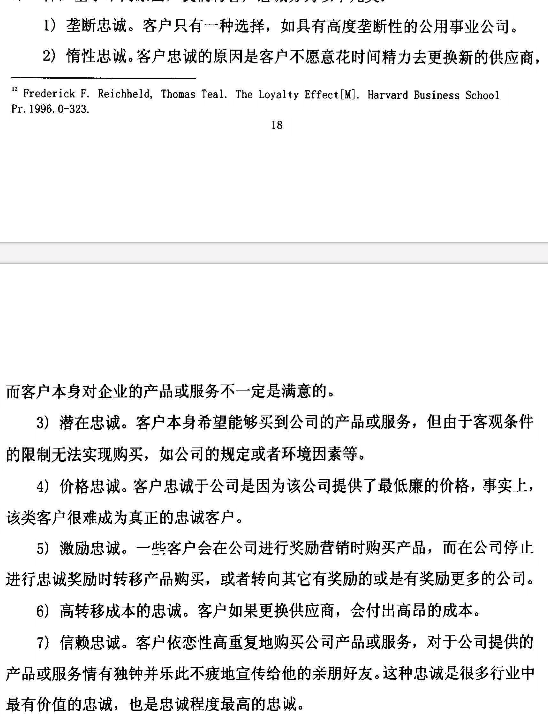 1) 垄断忠诚。客户只有一种选择，如具有高度垄断性的公用事业公司。
2) 惰性忠诚。客户忠诚的原因是客户不愿意花时间精力去更换新的供应商，
12 Frederick F. Reichheld, Thomas Teal. The Loyalty Effect[M]. Harvard Business School
Pr. 1996. 0-323.
18
而客户本身对企业的产品或服务不一定是满意的。
3) 潜在忠诚。客户本身希望能够买到公司的产品或服务，但由于客观条件
的限制无法实现购买，如公司的规定或者环境因素等。
4) 价格忠诚。客户忠诚于公司是因为该公司提供了最低廉的价格，事实上，
该类客户很难成为真正的忠诚客户。
5) 激励忠诚。一些客户会在公司进行奖励营销时购买产品，而在公司停止
进行忠诚奖励时转移产品购买，或者转向其它有奖励的或是有奖励更多的公司。
6) 高转移成本的忠诚。客户如果更换供应商，会付出高昂的成本。
7) 信赖忠诚。客户依恋性高重复地购买公司产品或服务，对于公司提供的
产品或服务情有独钟并乐此不疲地宣传给他的亲朋好友。这种忠诚是很多行业中
最有价值的忠诚，也是忠诚程度最高的忠诚。